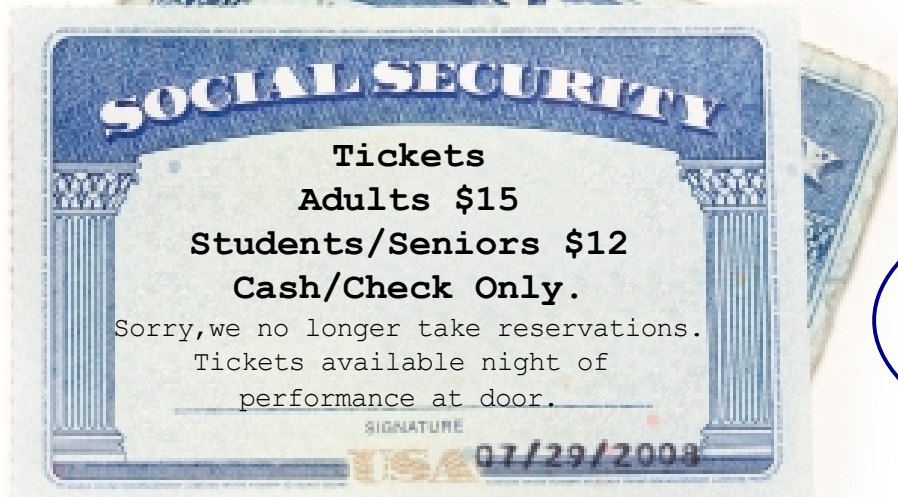 SOCIAL SECURITY
Tickets
Adults $15
Students/Seniors $12
Cash/Check Only.
Sorry,we no longer take reservations.
Tickets available night of
performance at door.
SIGNATURE
USA 07/29/2008